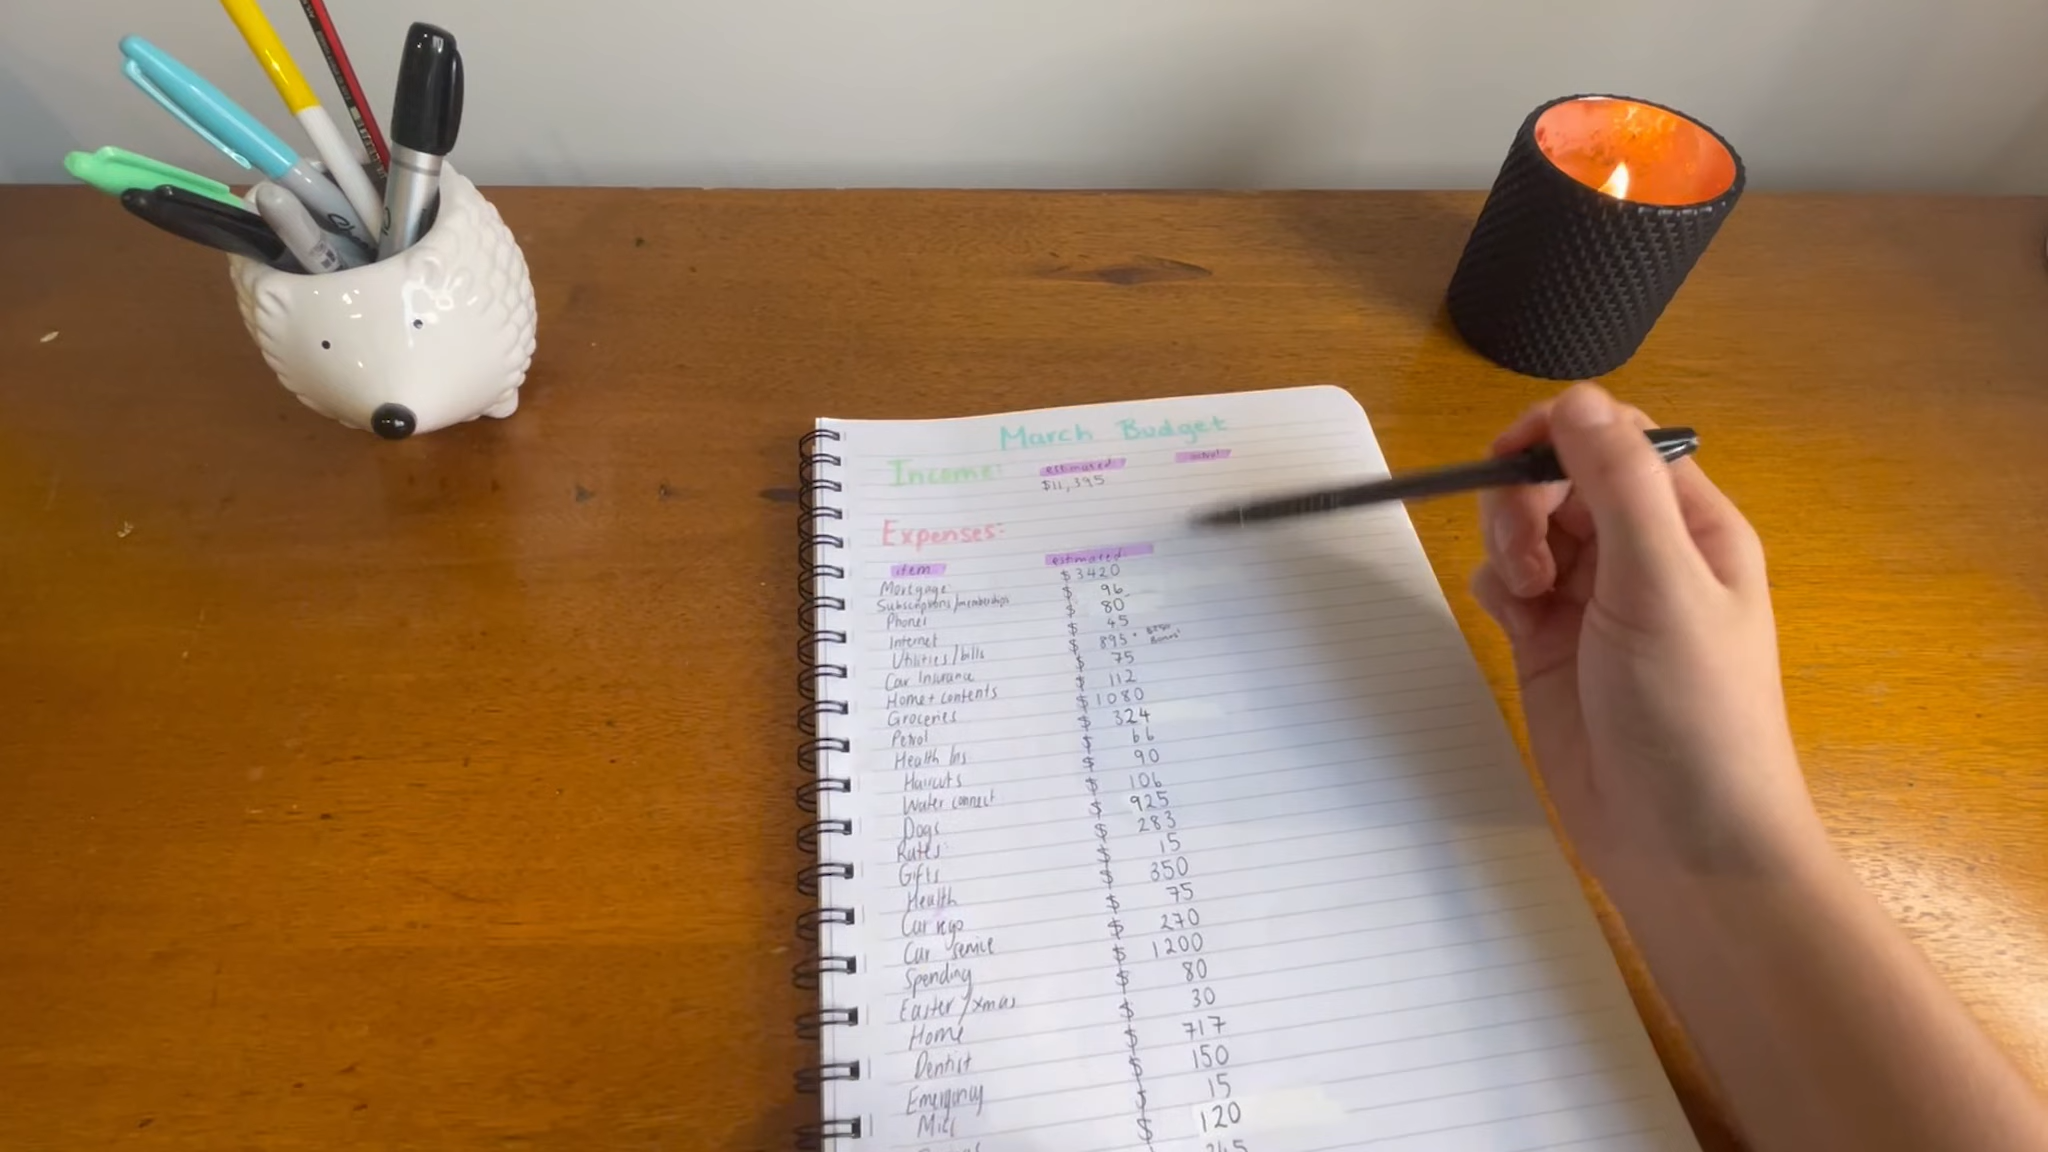 March Budget
Income: estimated actual
$11,395
Expenses:
item estimated
Mortgage $3420
Subscriptions/memberships $ 96
Phones $ 80
Internet $ 45
Utilities/bills $ 895*
Car Insurance $ 75
Home + contents $ 112
Groceries $1080
Petrol $ 324
Health Ins $ 66
Haircuts $ 90
Water connect $ 106
Dogs $ 925
Rates $ 283
Gifts $ 15
Health $ 350
Car rego $ 75
Car service $ 270
Spending $ 1200
Easter/xmas $ 80
Home $ 30
Dentist $ 717
Emergency $ 150
Misc $ 15
$ 120